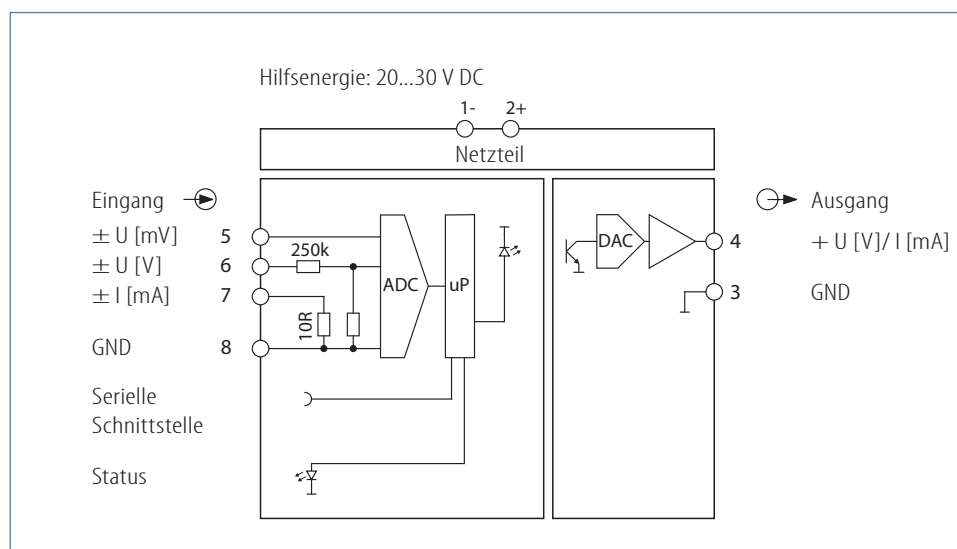 Hilfsenergie: 20...30 V DC
1- 2+
Netzteil
Eingang
Ausgang
± U [mV] 5
DAC
4 + U [V]/ I [mA]
± U [V] 6 250k
ADC uP
± I [mA] 7
3 GND
10R
GND 8
Serielle
Schnittstelle
Status